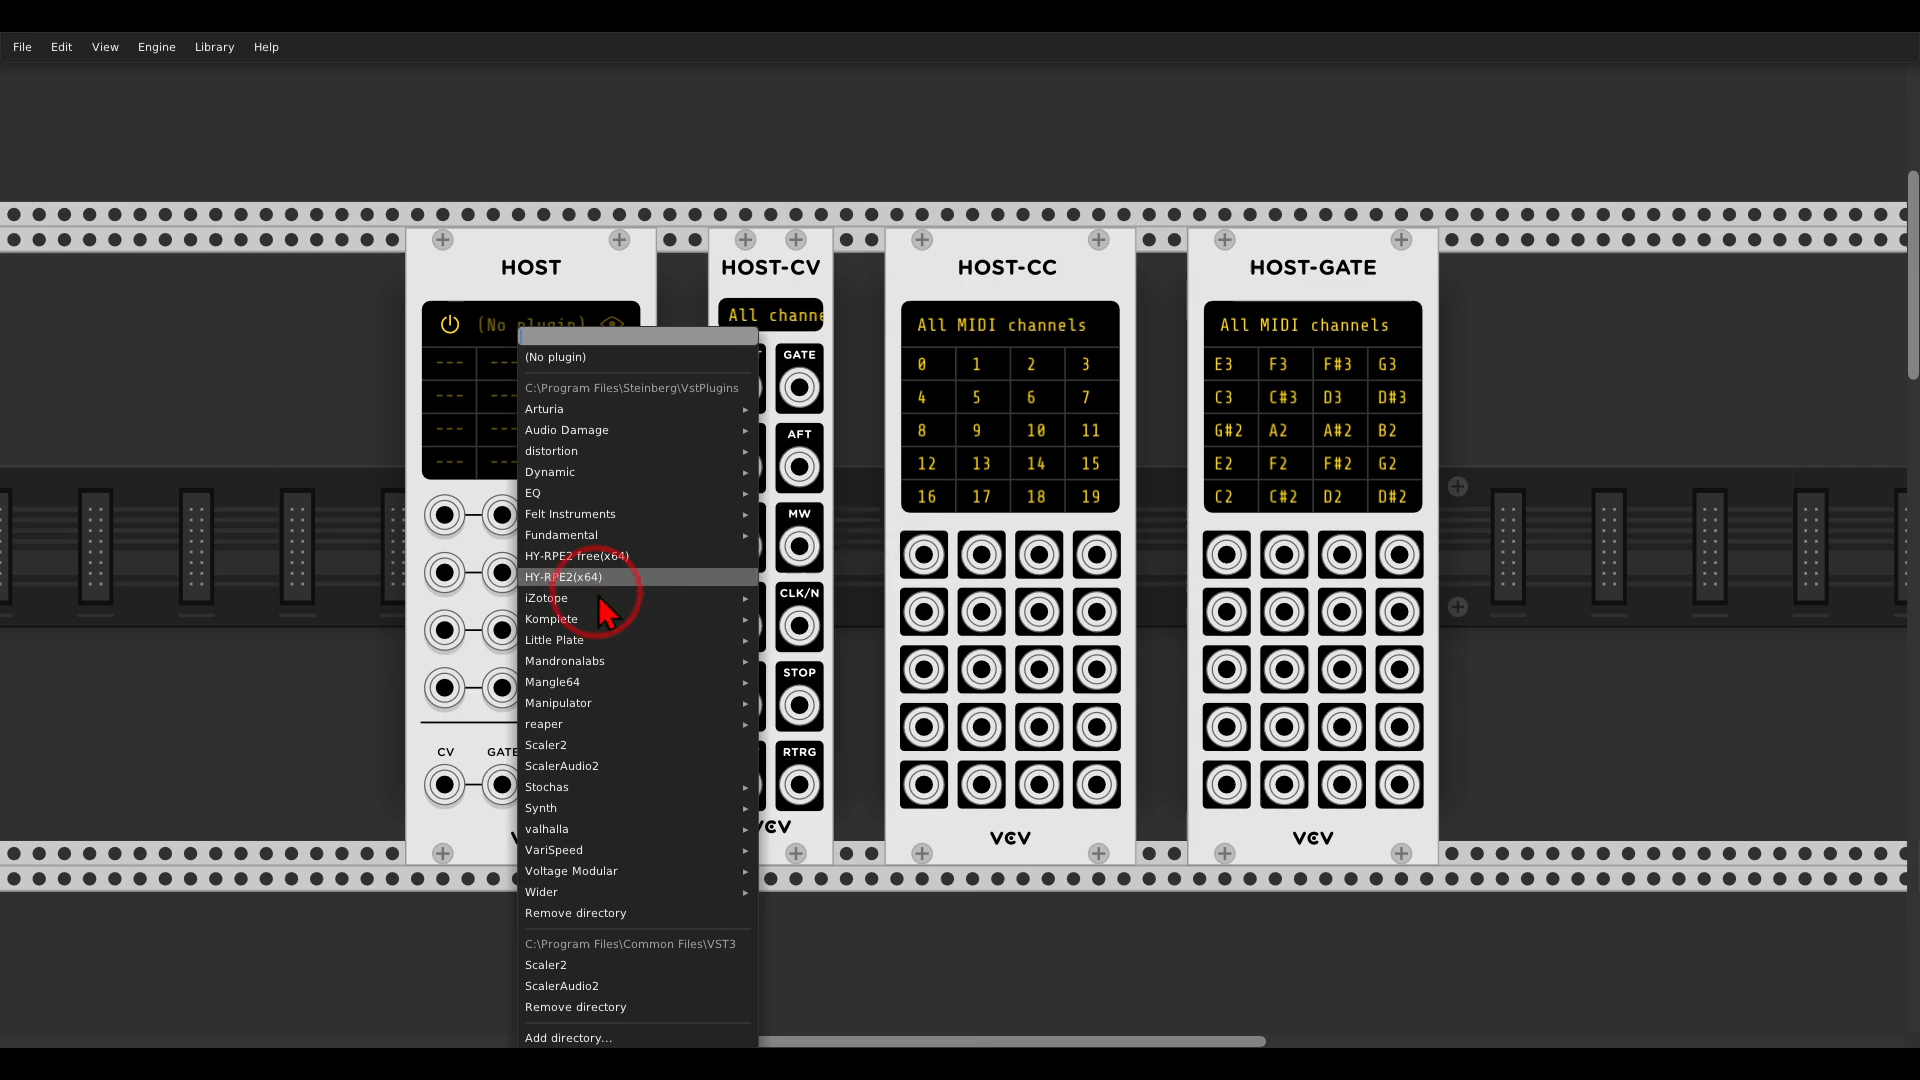 File Edit View Engine Library Help
HOST
(No plugin)
--- ---
--- ---
--- ---
--- ---
CV GATE
(No plugin)
C:\Program Files\Steinberg\VstPlugins
Arturia
Audio Damage
distortion
Dynamic
EQ
Felt Instruments
Fundamental
HY-RPE2 free(x64)
HY-RPE2(x64)
iZotope
Komplete
Little Plate
Mandronalabs
Mangle64
Manipulator
reaper
Scaler2
ScalerAudio2
Stochas
Synth
valhalla
VariSpeed
Voltage Modular
Wider
Remove directory
C:\Program Files\Common Files\VST3
Scaler2
ScalerAudio2
Remove directory
Add directory...
HOST-CV
All channe
GATE
AFT
MW
CLK/N
STOP
RTRG
VCV
HOST-CC
All MIDI channels
0 1 2 3
4 5 6 7
8 9 10 11
12 13 14 15
16 17 18 19
VCV
HOST-GATE
All MIDI channels
E3 F3 F#3 G3
C3 C#3 D3 D#3
G#2 A2 A#2 B2
E2 F2 F#2 G2
C2 C#2 D2 D#2
VCV